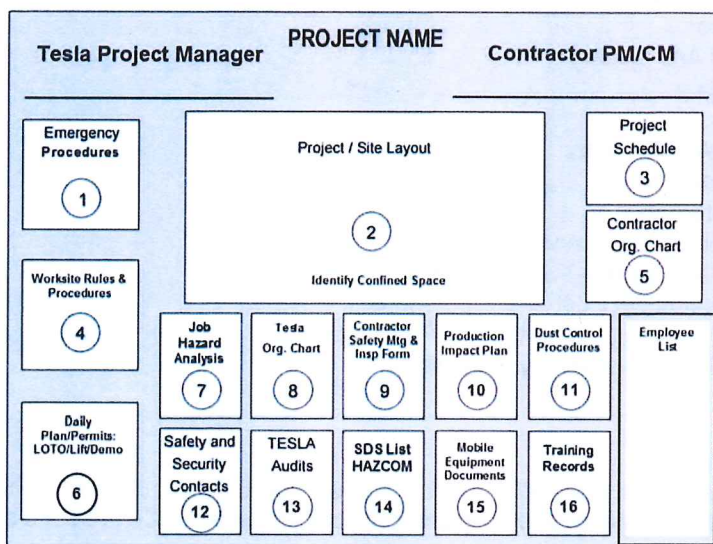 PROJECT NAME
Tesla Project Manager
Contractor PM/CM
Emergency
Procedures
1
Project / Site Layout
2
Identify Confined Space
Project
Schedule
3
Worksite Rules &
Procedures
4
Contractor
Org. Chart
5
Daily
Plan/Permits:
LOTO/Lift/Demo
6
Job
Hazard
Analysis
7
Tesla
Org. Chart
8
Contractor
Safety Mtg &
Insp Form
9
Production
Impact Plan
10
Dust Control
Procedures
11
Employee
List
Safety and
Security
Contacts
12
TESLA
Audits
13
SDS List
HAZCOM
14
Mobile
Equipment
Documents
15
Training
Records
16